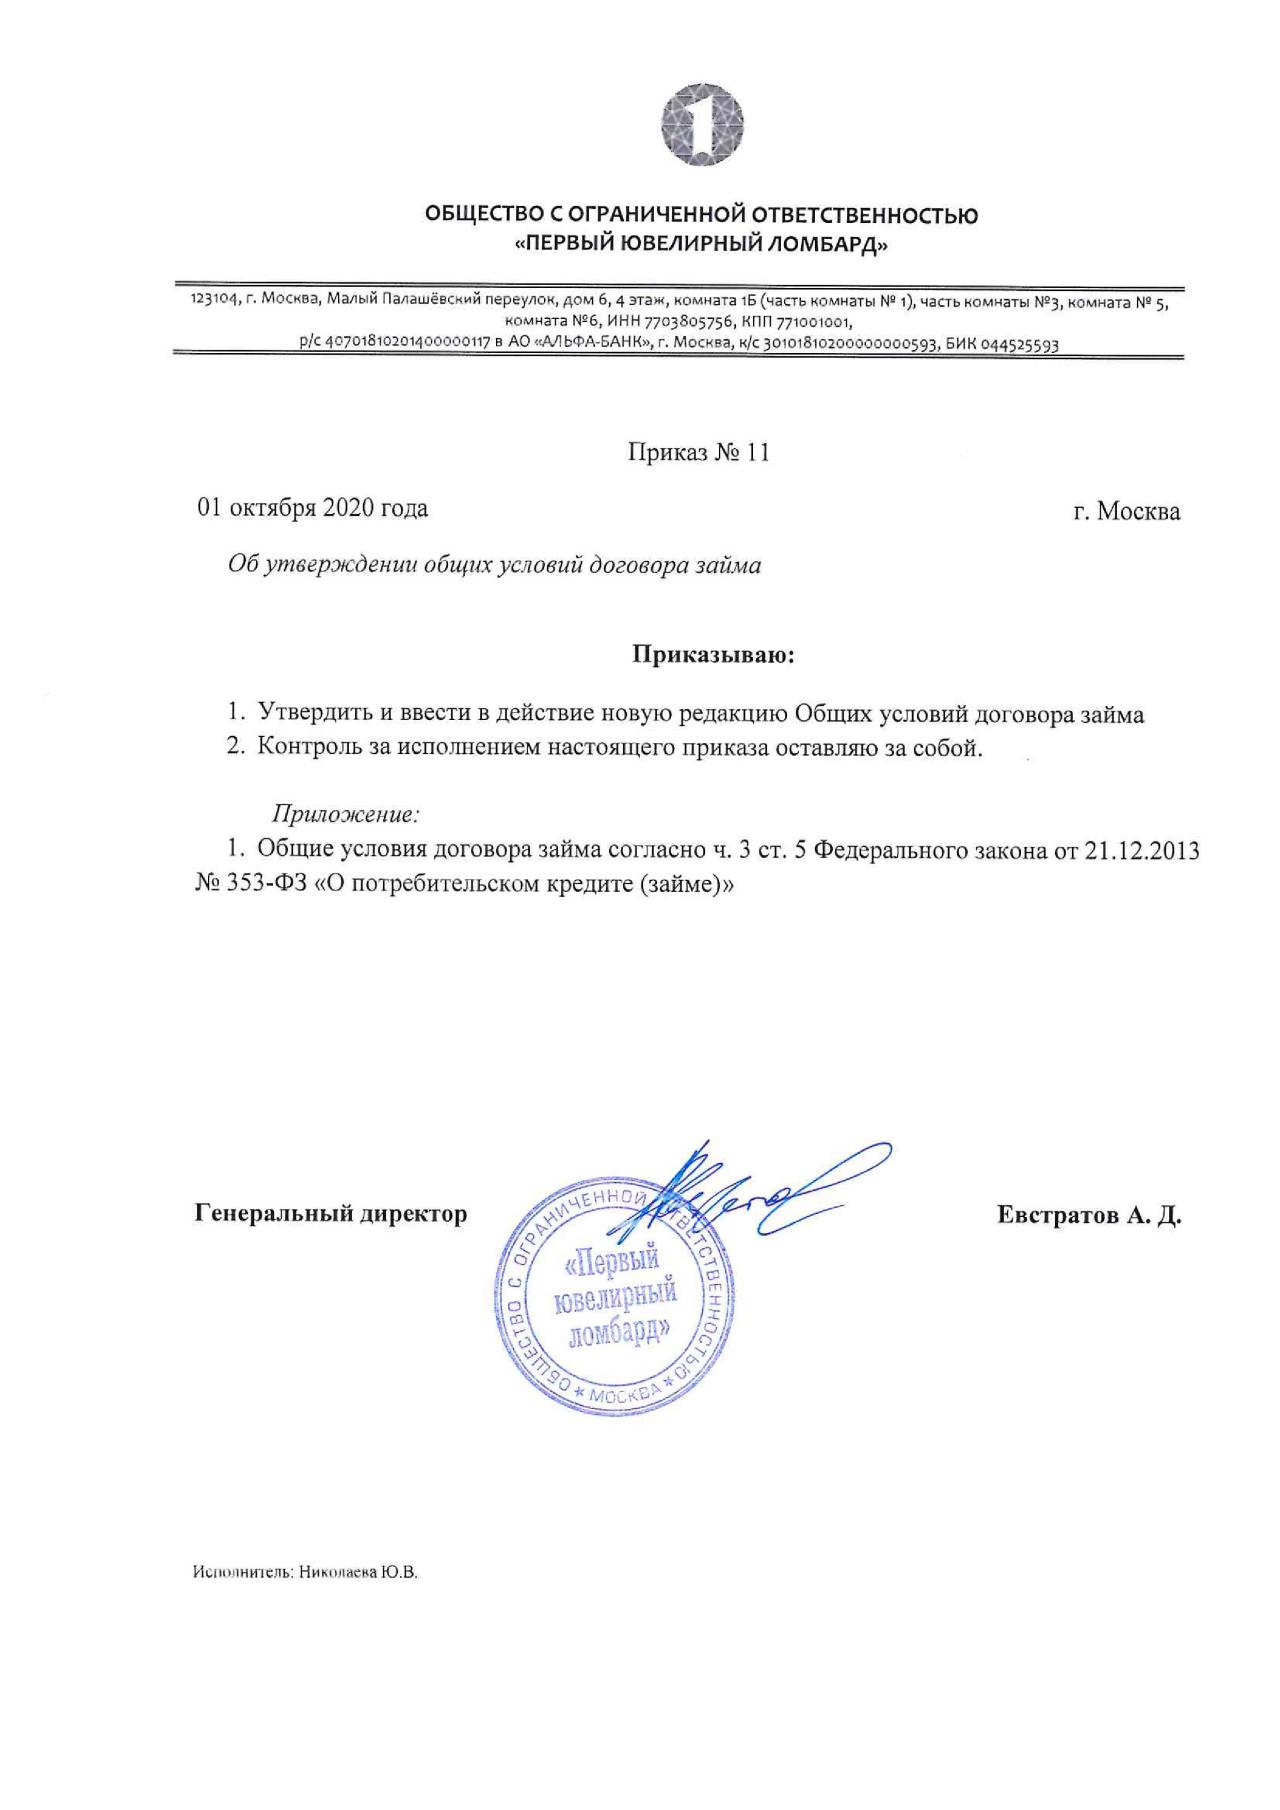 1
ОБЩЕСТВО С ОГРАНИЧЕННОЙ ОТВЕТСТВЕННОСТЬЮ
«ПЕРВЫЙ ЮВЕЛИРНЫЙ ЛОМБАРД»
123104, г. Москва, Малый Палашёвский переулок, дом 6, 4 этаж, комната 1Б (часть комнаты № 1), часть комнаты №3, комната № 5,
комната №6, ИНН 7703805756, КПП 771001001,
р/с 40701810201400000117 в АО «АЛЬФА-БАНК», г. Москва, к/с 30101810200000000593, БИК 044525593
Приказ № 11
01 октября 2020 года г. Москва
Об утверждении общих условий договора займа
Приказываю:
1. Утвердить и ввести в действие новую редакцию Общих условий договора займа
2. Контроль за исполнением настоящего приказа оставляю за собой.
Приложение:
1. Общие условия договора займа согласно ч. 3 ст. 5 Федерального закона от 21.12.2013
№ 353-ФЗ «О потребительском кредите (займе)»
Генеральный директор Евстратов А. Д.
ОБЩЕСТВО С ОГРАНИЧЕННОЙ ОТВЕТСТВЕННОСТЬЮ
«Первый
ювелирный
ломбард»
* МОСКВА *
Исполнитель: Николаева Ю.В.